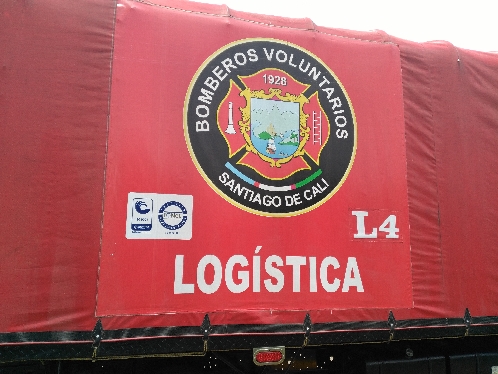 BOMBEROS VOLUNTARIOS
1928
SANTIAGO DE CALI
L4
LOGÍSTICA